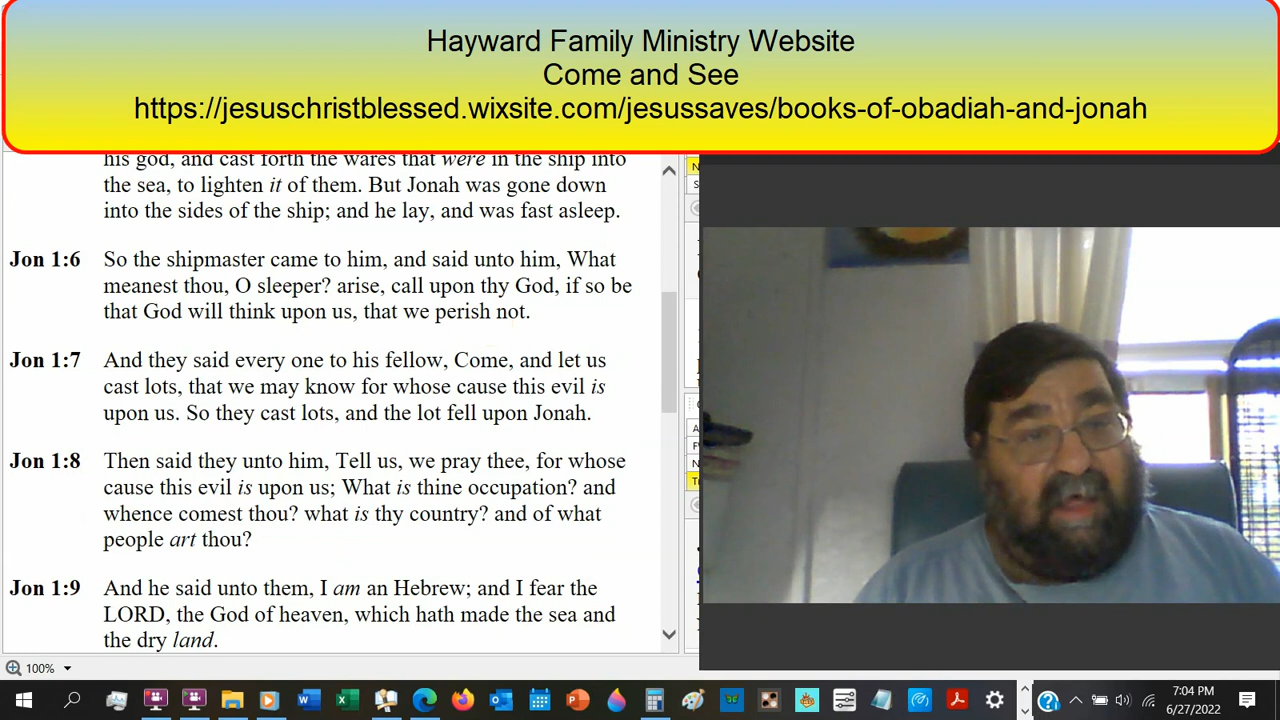 Hayward Family Ministry Website
Come and See
https://jesuschristblessed.wixsite.com/jesussaves/books-of-obadiah-and-jonah
his god, and cast forth the wares that were in the ship into
the sea, to lighten it of them. But Jonah was gone down
into the sides of the ship; and he lay, and was fast asleep.
Jon 1:6 So the shipmaster came to him, and said unto him, What
meanest thou, O sleeper? arise, call upon thy God, if so be
that God will think upon us, that we perish not.
Jon 1:7 And they said every one to his fellow, Come, and let us
cast lots, that we may know for whose cause this evil is
upon us. So they cast lots, and the lot fell upon Jonah.
Jon 1:8 Then said they unto him, Tell us, we pray thee, for whose
cause this evil is upon us; What is thine occupation? and
whence comest thou? what is thy country? and of what
people art thou?
Jon 1:9 And he said unto them, I am an Hebrew; and I fear the
LORD, the God of heaven, which hath made the sea and
the dry land.
100%
7:04 PM
6/27/2022